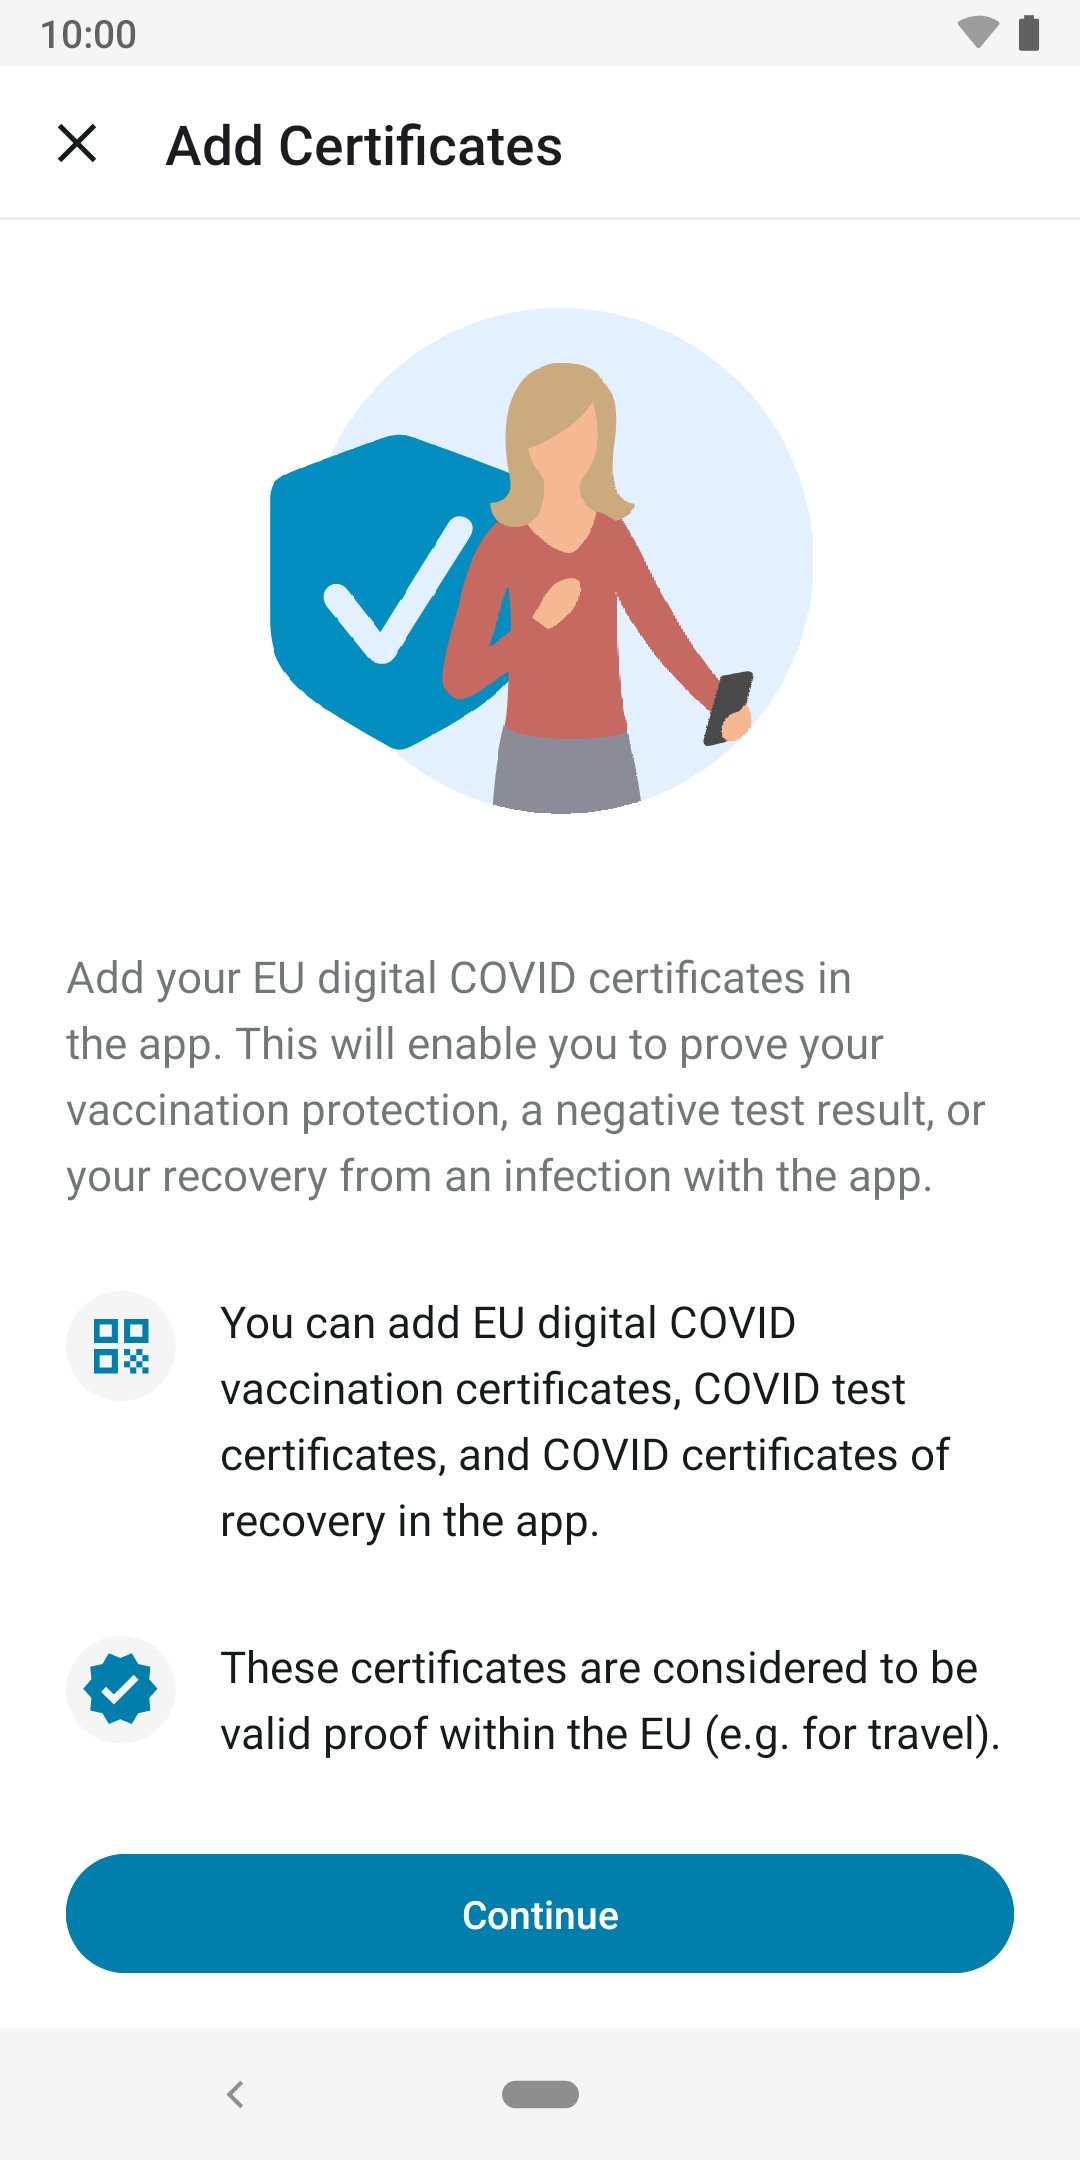 10:00
Add Certificates
Add your EU digital COVID certificates in
the app. This will enable you to prove your
vaccination protection, a negative test result, or
your recovery from an infection with the app.
You can add EU digital COVID
vaccination certificates, COVID test
certificates, and COVID certificates of
recovery in the app.
These certificates are considered to be
valid proof within the EU (e.g. for travel).
Continue